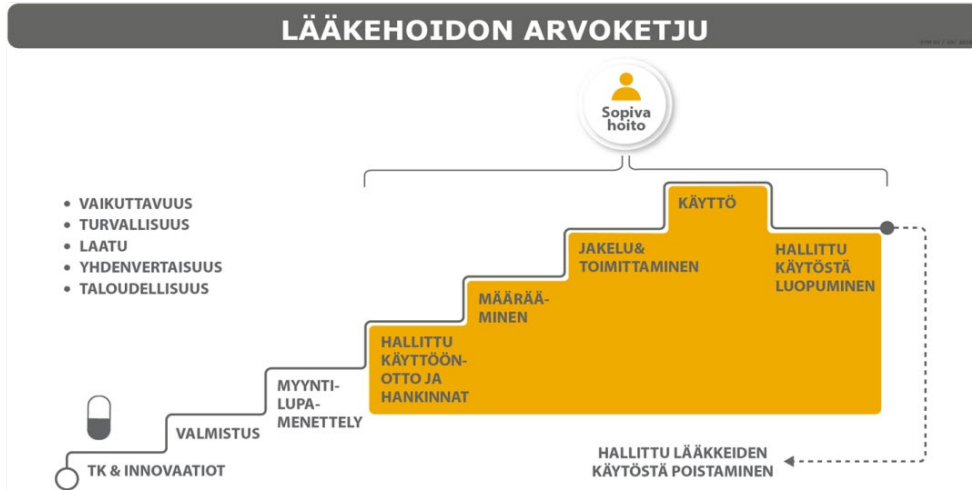 LÄÄKEHOIDON ARVOKETJU
Sopiva
hoito
• VAIKUTTAVUUS
• TURVALLISUUS
• LAATU
• YHDENVERTAISUUS
• TALOUDELLISUUS
TK & INNOVAATIOT
VALMISTUS
MYYNTI-
LUPA-
MENETTELY
HALLITTU
KÄYTTÖÖN-
OTTO JA
HANKINNAT
MÄÄRÄÄ-
MINEN
JAKELU&
TOIMITTAMINEN
KÄYTTÖ
HALLITTU
KÄYTÖSTÄ
LUOPUMINEN
HALLITTU LÄÄKKEIDEN
KÄYTÖSTÄ POISTAMINEN